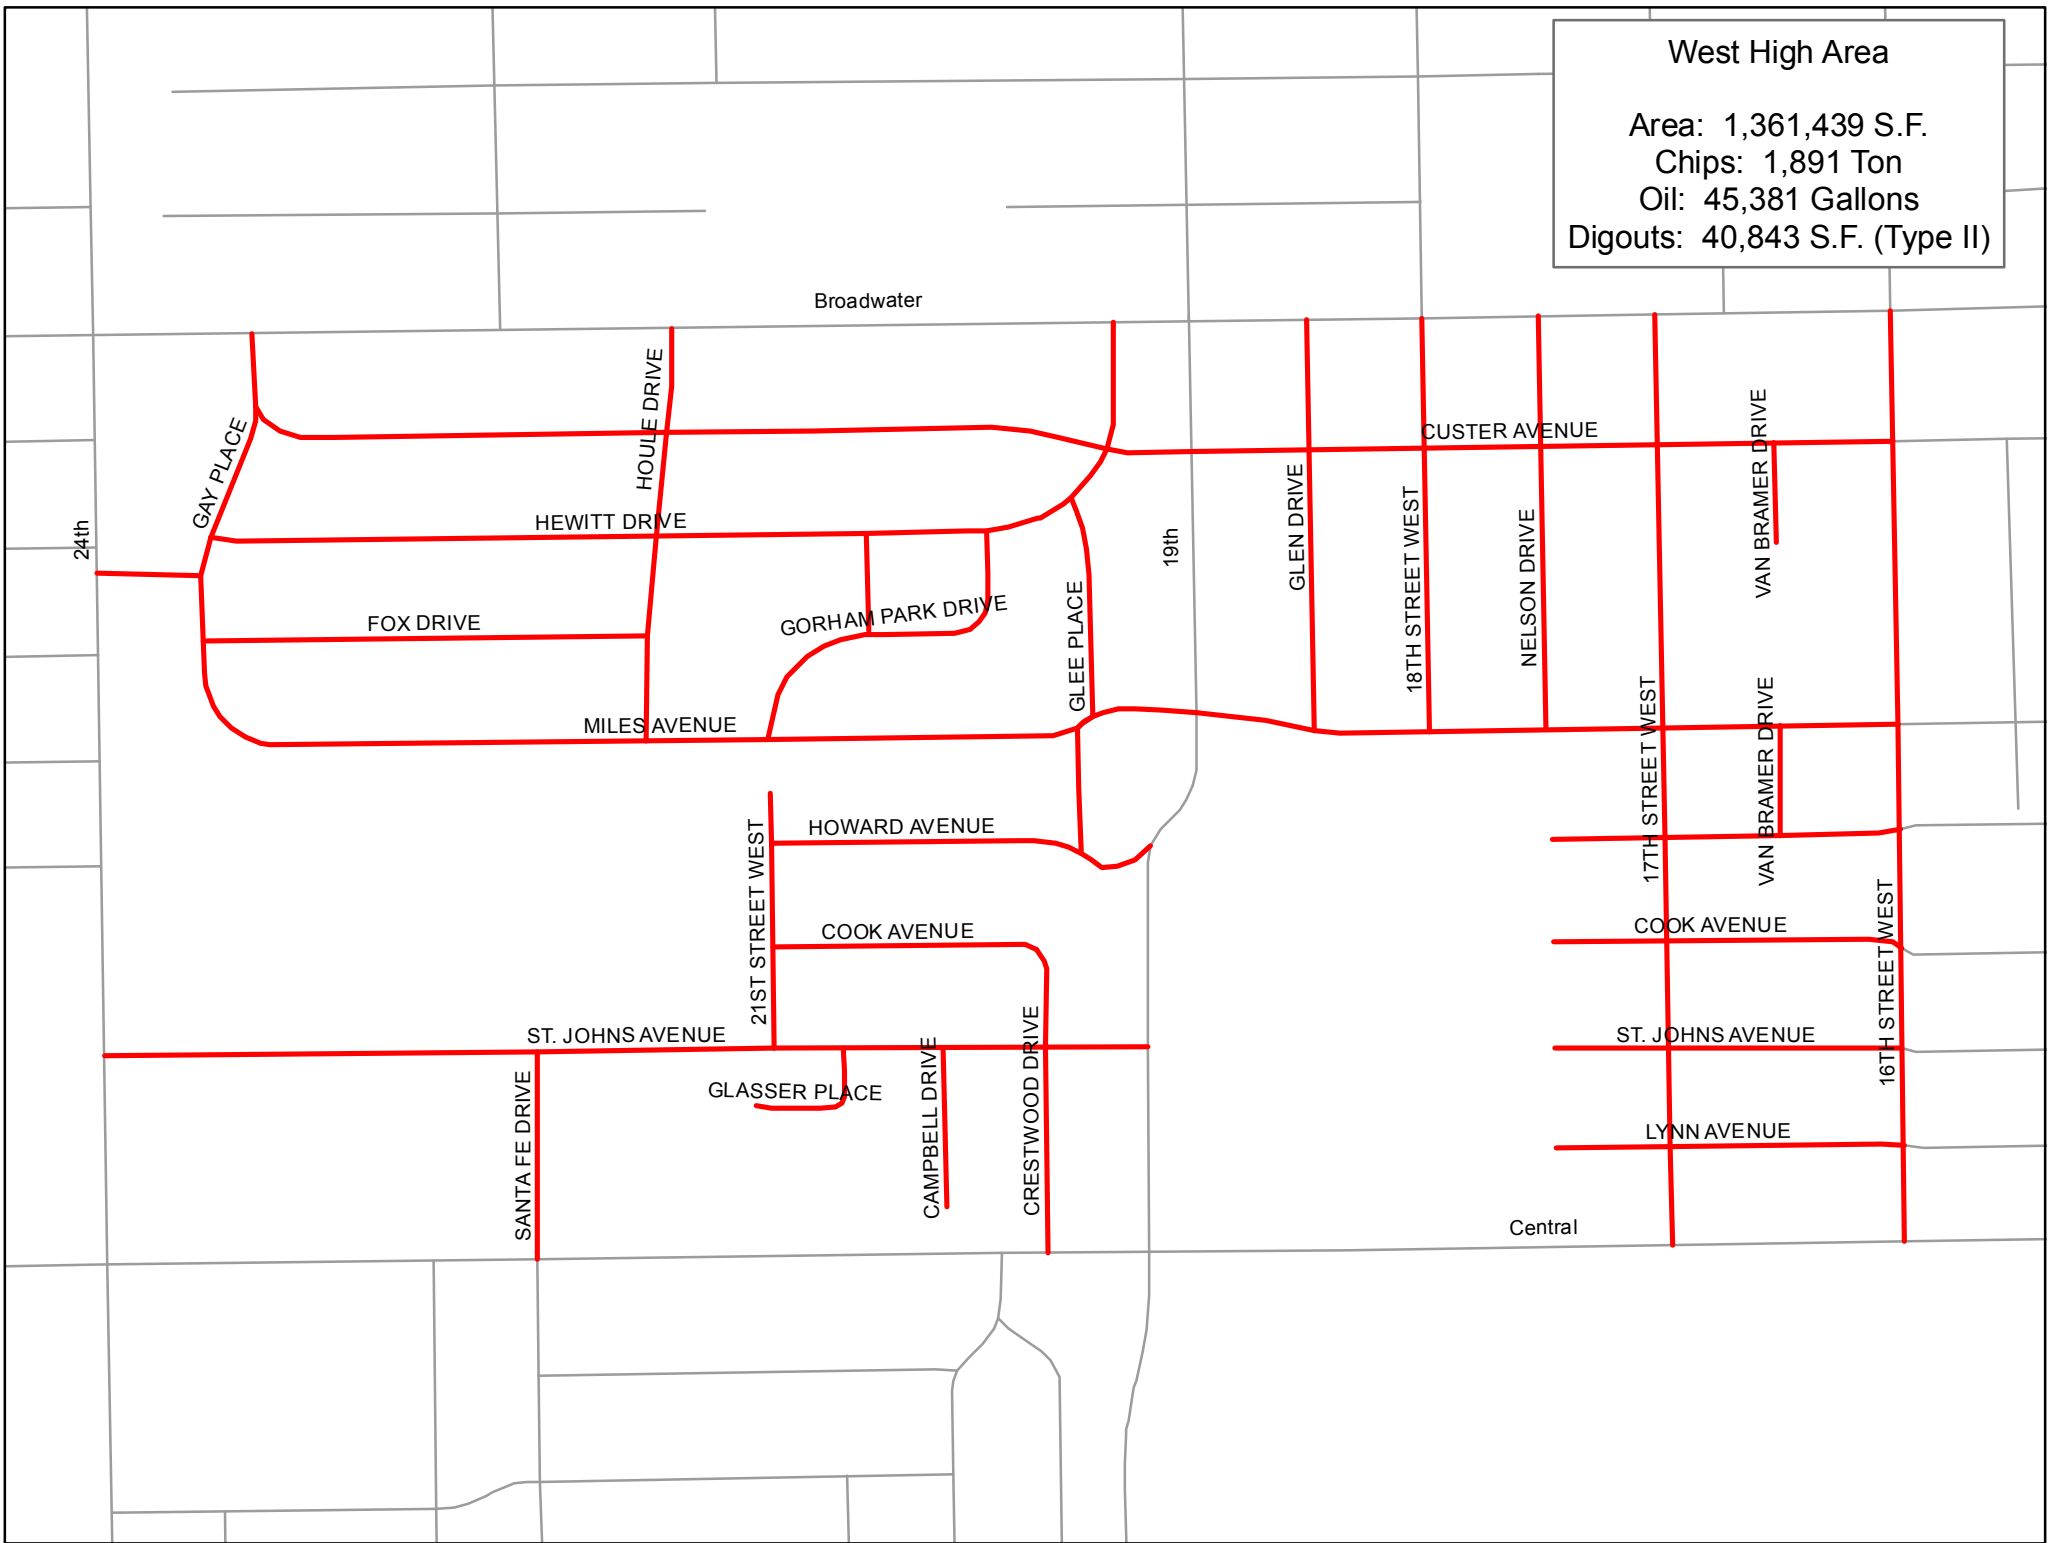 West High Area
Area: 1,361,439 S.F.
Chips: 1,891 Ton
Oil: 45,381 Gallons
Digouts: 40,843 S.F. (Type II)
Broadwater
HOULE DRIVE
GAY PLACE
CUSTER AVENUE
VAN BRAMER DRIVE
24th
HEWITT DRIVE
19th
GLEN DRIVE
18TH STREET WEST
NELSON DRIVE
FOX DRIVE
GORHAM PARK DRIVE
GLEE PLACE
MILES AVENUE
17TH STREET WEST
VAN BRAMER DRIVE
21ST STREET WEST
HOWARD AVENUE
COOK AVENUE
COOK AVENUE
16TH STREET WEST
ST. JOHNS AVENUE
ST. JOHNS AVENUE
SANTA FE DRIVE
GLASSER PLACE
CAMPBELL DRIVE
CRESTWOOD DRIVE
LYNN AVENUE
Central